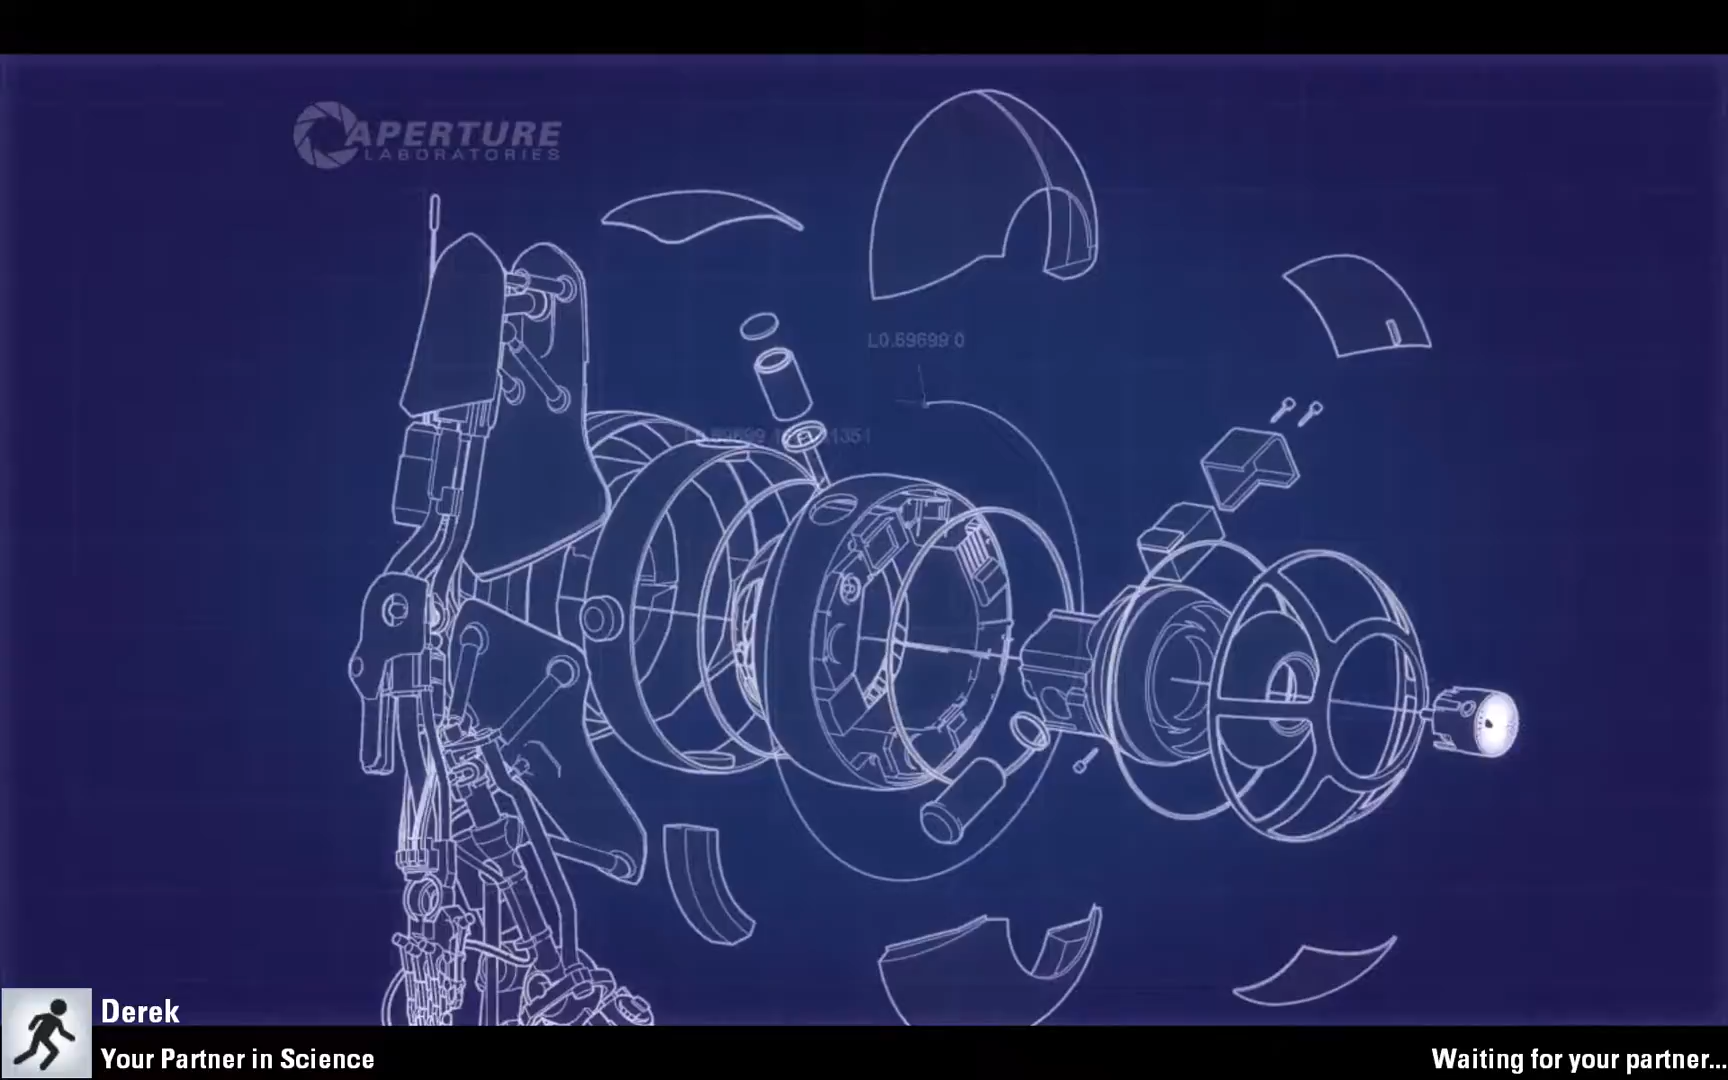 APERTURE
LABORATORIES
L0.69699 0
Derek
Your Partner in Science
Waiting for your partner...